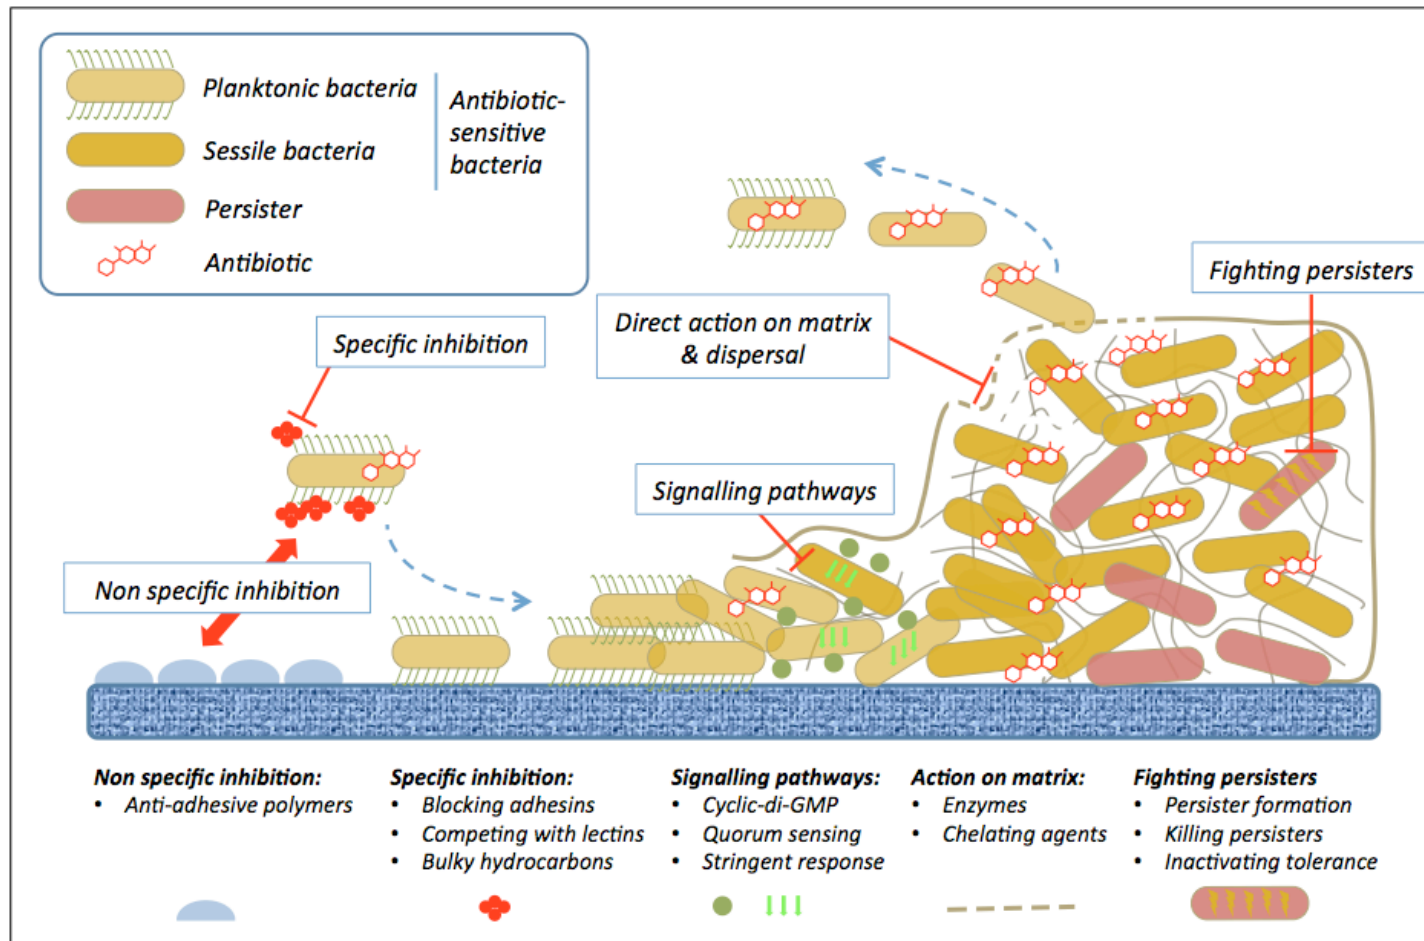 Planktonic bacteria
Sessile bacteria
Persister
Antibiotic
Antibiotic-
sensitive
bacteria
Specific inhibition
Direct action on matrix
& dispersal
Fighting persisters
Signalling pathways
Non specific inhibition
Non specific inhibition:
• Anti-adhesive polymers
Specific inhibition:
• Blocking adhesins
• Competing with lectins
• Bulky hydrocarbons
Signalling pathways:
• Cyclic-di-GMP
• Quorum sensing
• Stringent response
Action on matrix:
• Enzymes
• Chelating agents
Fighting persisters
• Persister formation
• Killing persisters
• Inactivating tolerance